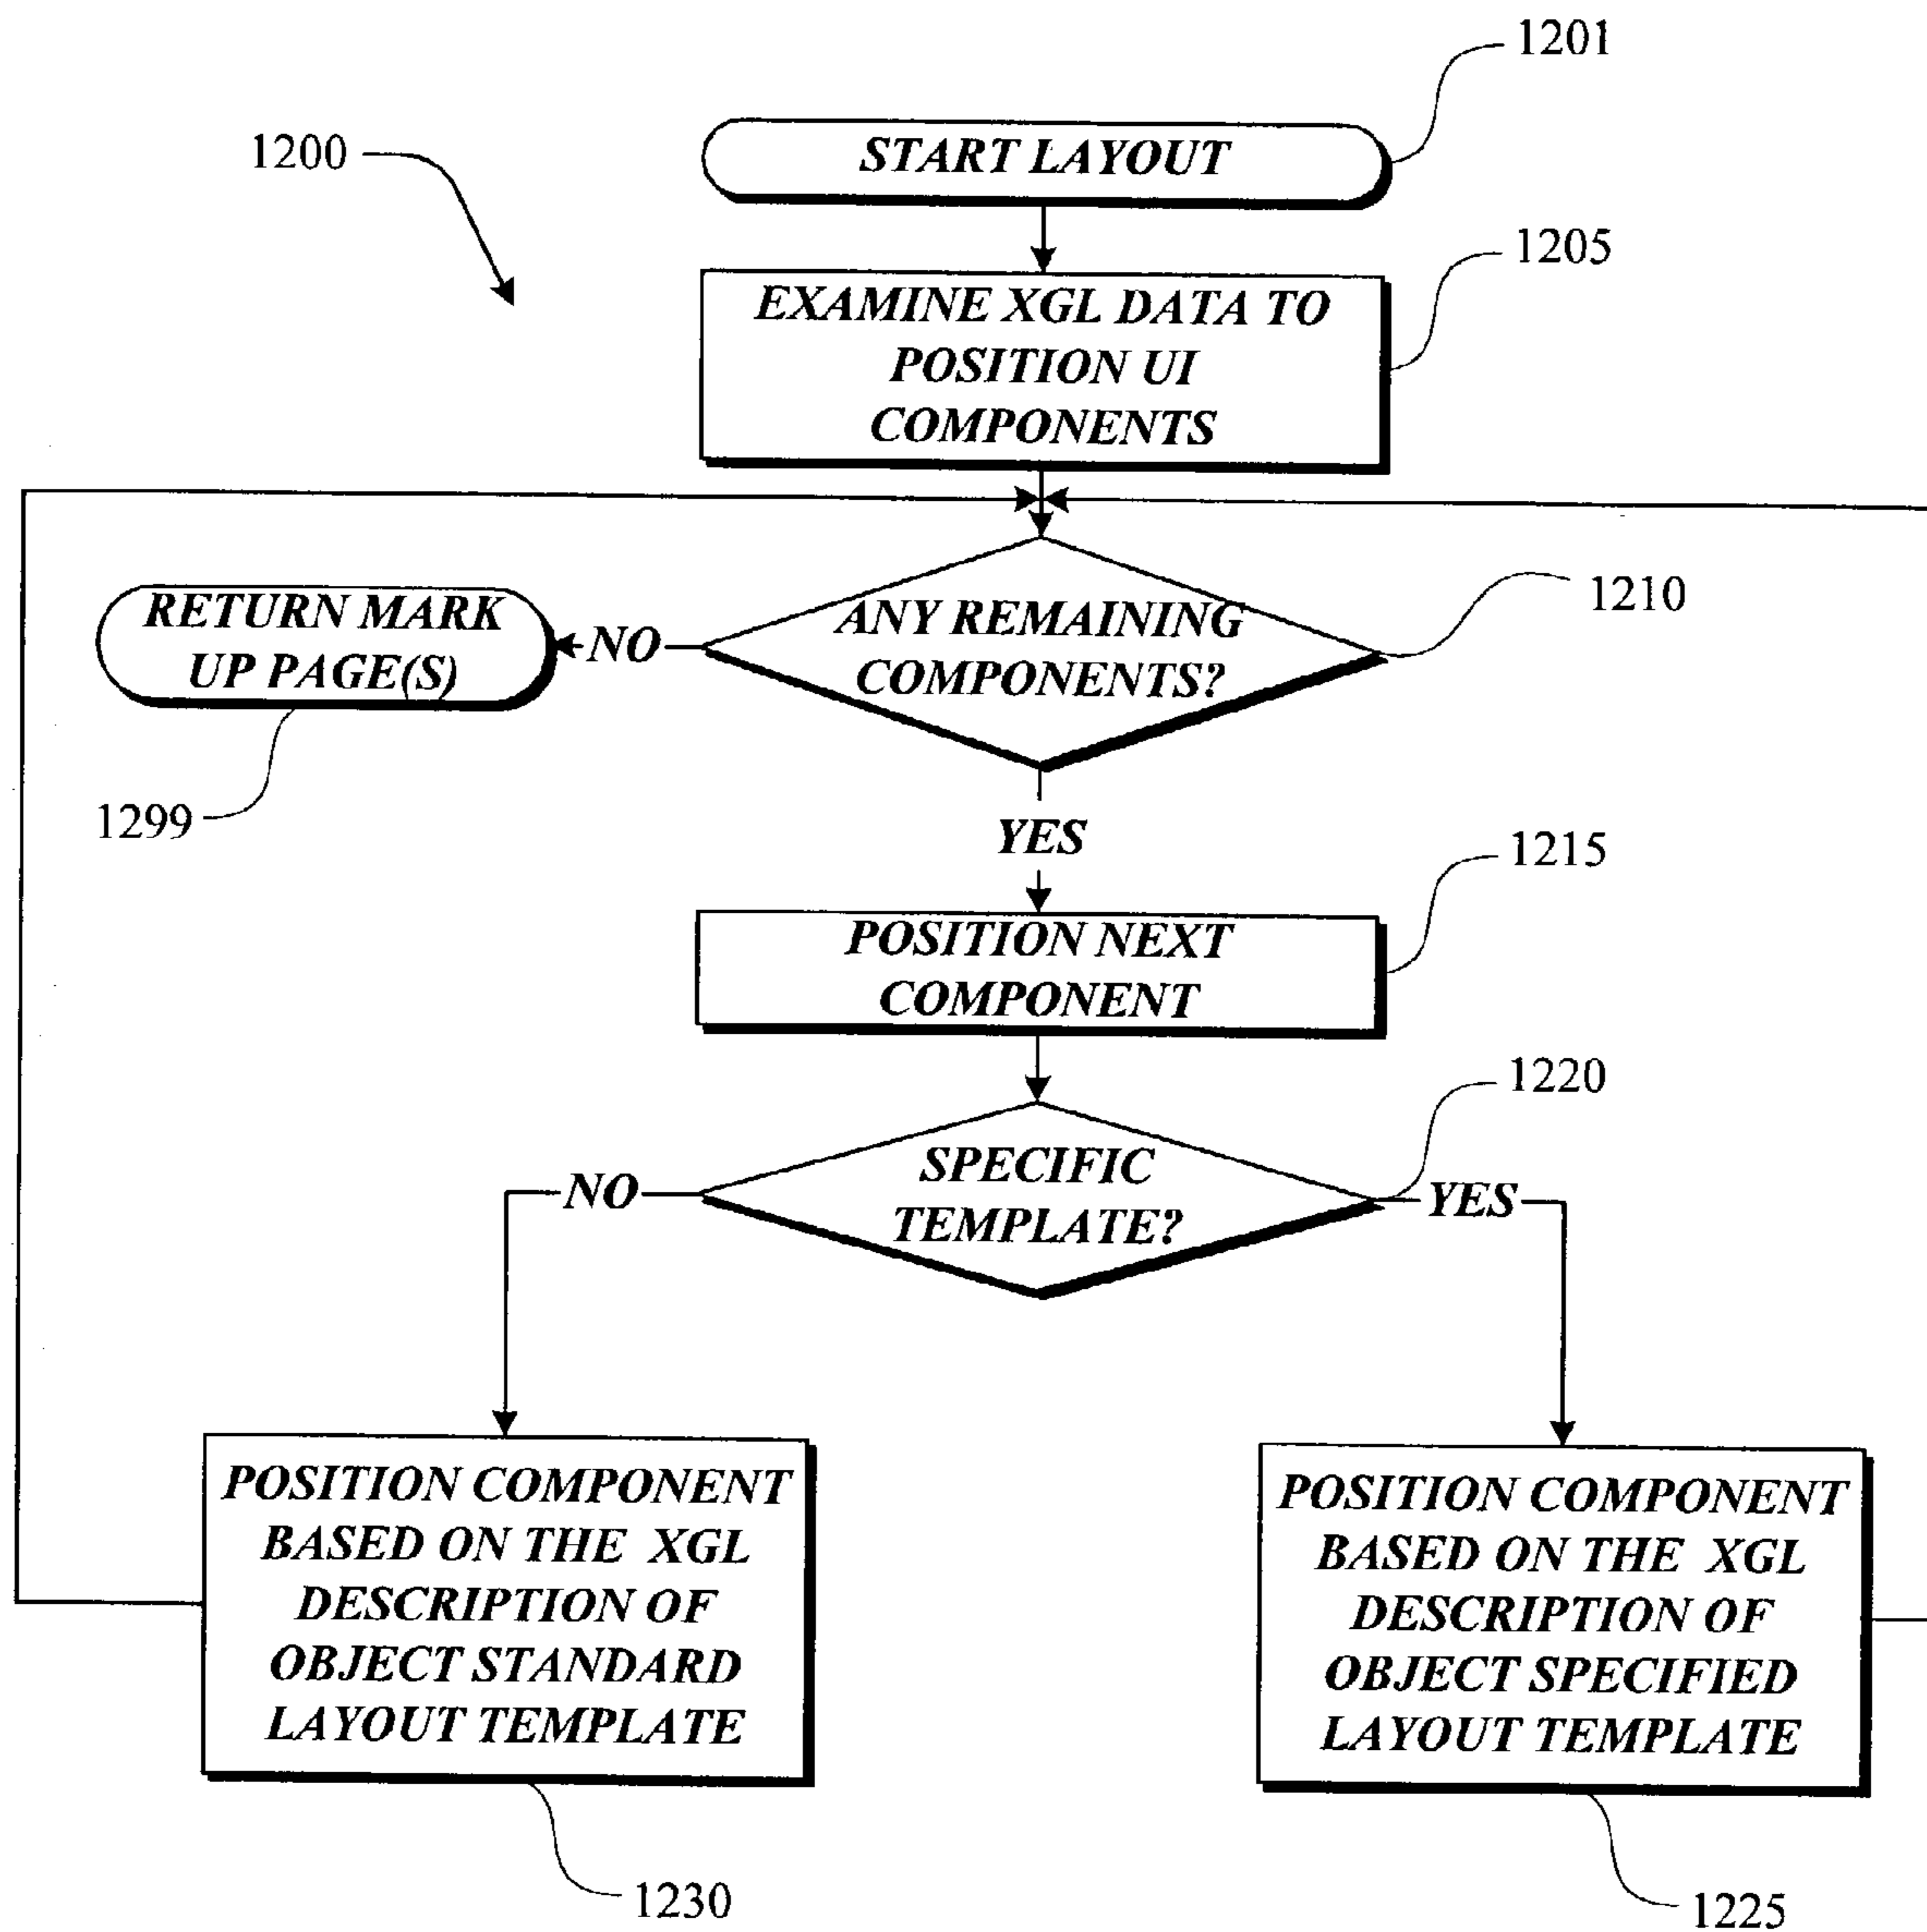 1201
1200
START LAYOUT
1205
EXAMINE XGL DATA TO
POSITION UI
COMPONENTS
1210
RETURN MARK
UP PAGE(S)
NO
ANY REMAINING
COMPONENTS?
1299
YES
1215
POSITION NEXT
COMPONENT
1220
SPECIFIC
TEMPLATE?
NO
YES
POSITION COMPONENT
BASED ON THE XGL
DESCRIPTION OF
OBJECT STANDARD
LAYOUT TEMPLATE
POSITION COMPONENT
BASED ON THE XGL
DESCRIPTION OF
OBJECT SPECIFIED
LAYOUT TEMPLATE
1230
1225